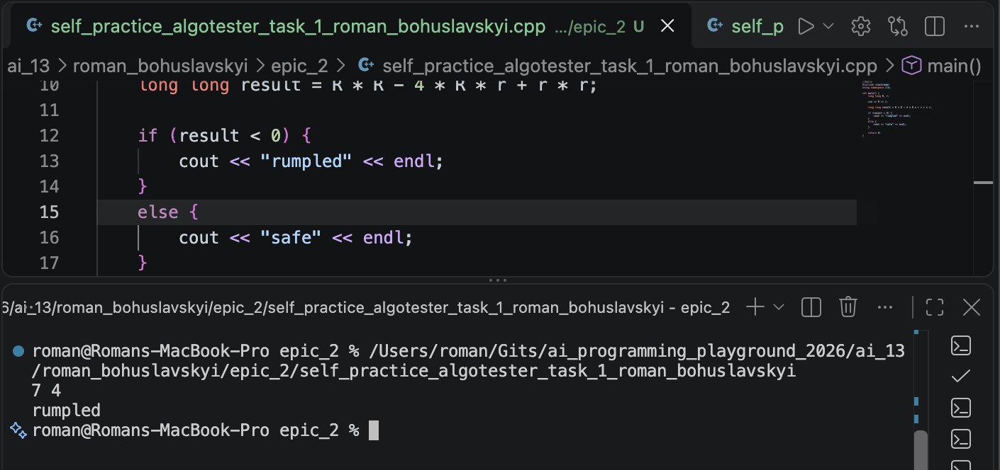 self_practice_algotester_task_1_roman_bohuslavskyi.cpp .../epic_2 U
self_p
ai_13 > roman_bohuslavskyi > epic_2 > self_practice_algotester_task_1_roman_bohuslavskyi.cpp > main()
10 long long result = R * R - 4 * R * r + r * r;
11
12 if (result < 0) {
13 cout << "rumpled" << endl;
14 }
15 else {
16 cout << "safe" << endl;
17 }
6/ai_13/roman_bohuslavskyi/epic_2/self_practice_algotester_task_1_roman_bohuslavskyi - epic_2
roman@Romans-MacBook-Pro epic_2 % /Users/roman/Gits/ai_programming_playground_2026/ai_13
/roman_bohuslavskyi/epic_2/self_practice_algotester_task_1_roman_bohuslavskyi
7 4
rumpled
roman@Romans-MacBook-Pro epic_2 %